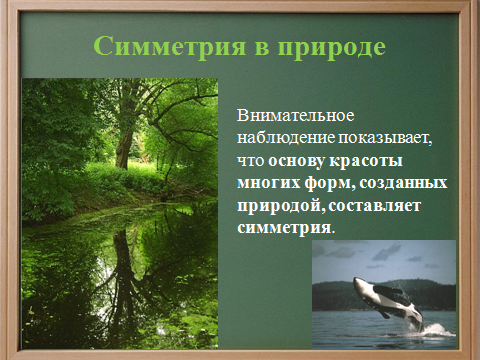 Симметрия в природе
Внимательное
наблюдение показывает,
что основу красоты
многих форм, созданных
природой, составляет
симметрия.